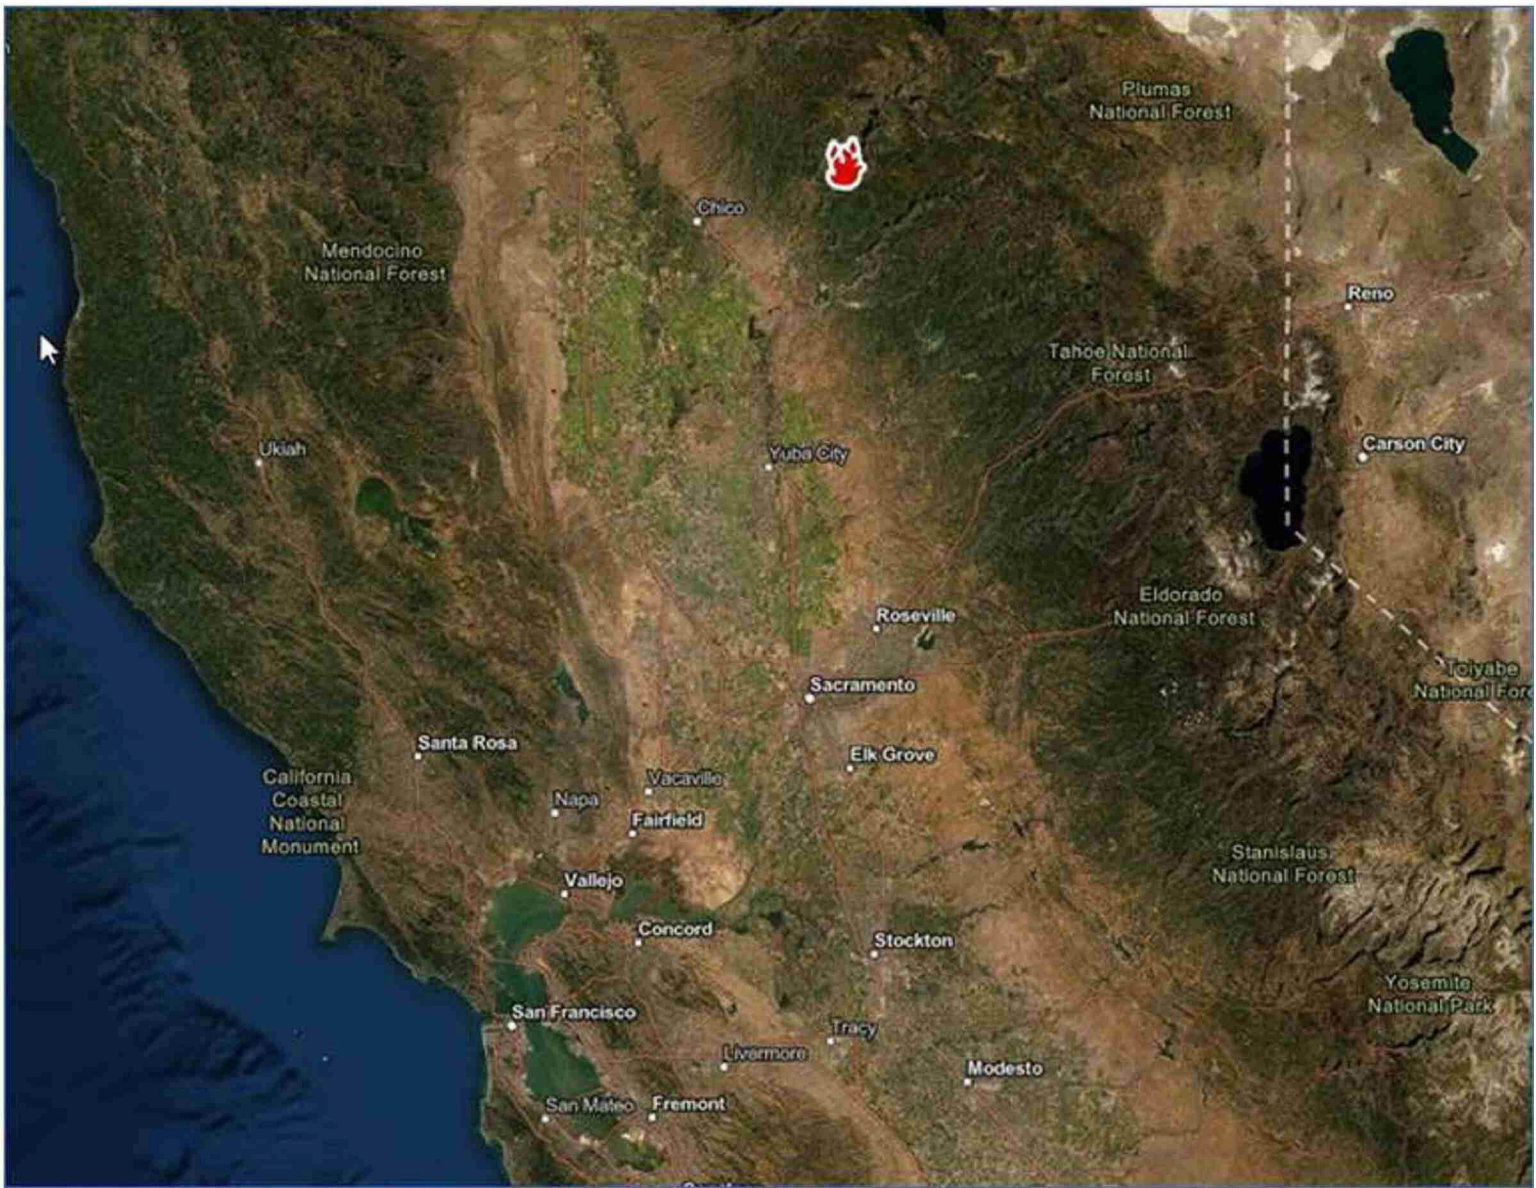 Plumas
National Forest
Chico
Mendocino
National Forest
Reno
Tahoe National
Forest
Ukiah
Yuba City
Carson City
Eldorado
National Forest
Roseville
Toiyabe
National Fore
Sacramento
Santa Rosa
Elk Grove
California
Coastal
National
Monument
Vacaville
Napa
Fairfield
Stanislaus
National Forest
Vallejo
Concord
Stockton
Yosemite
National Park
San Francisco
Tracy
Livermore
Modesto
San Mateo
Fremont